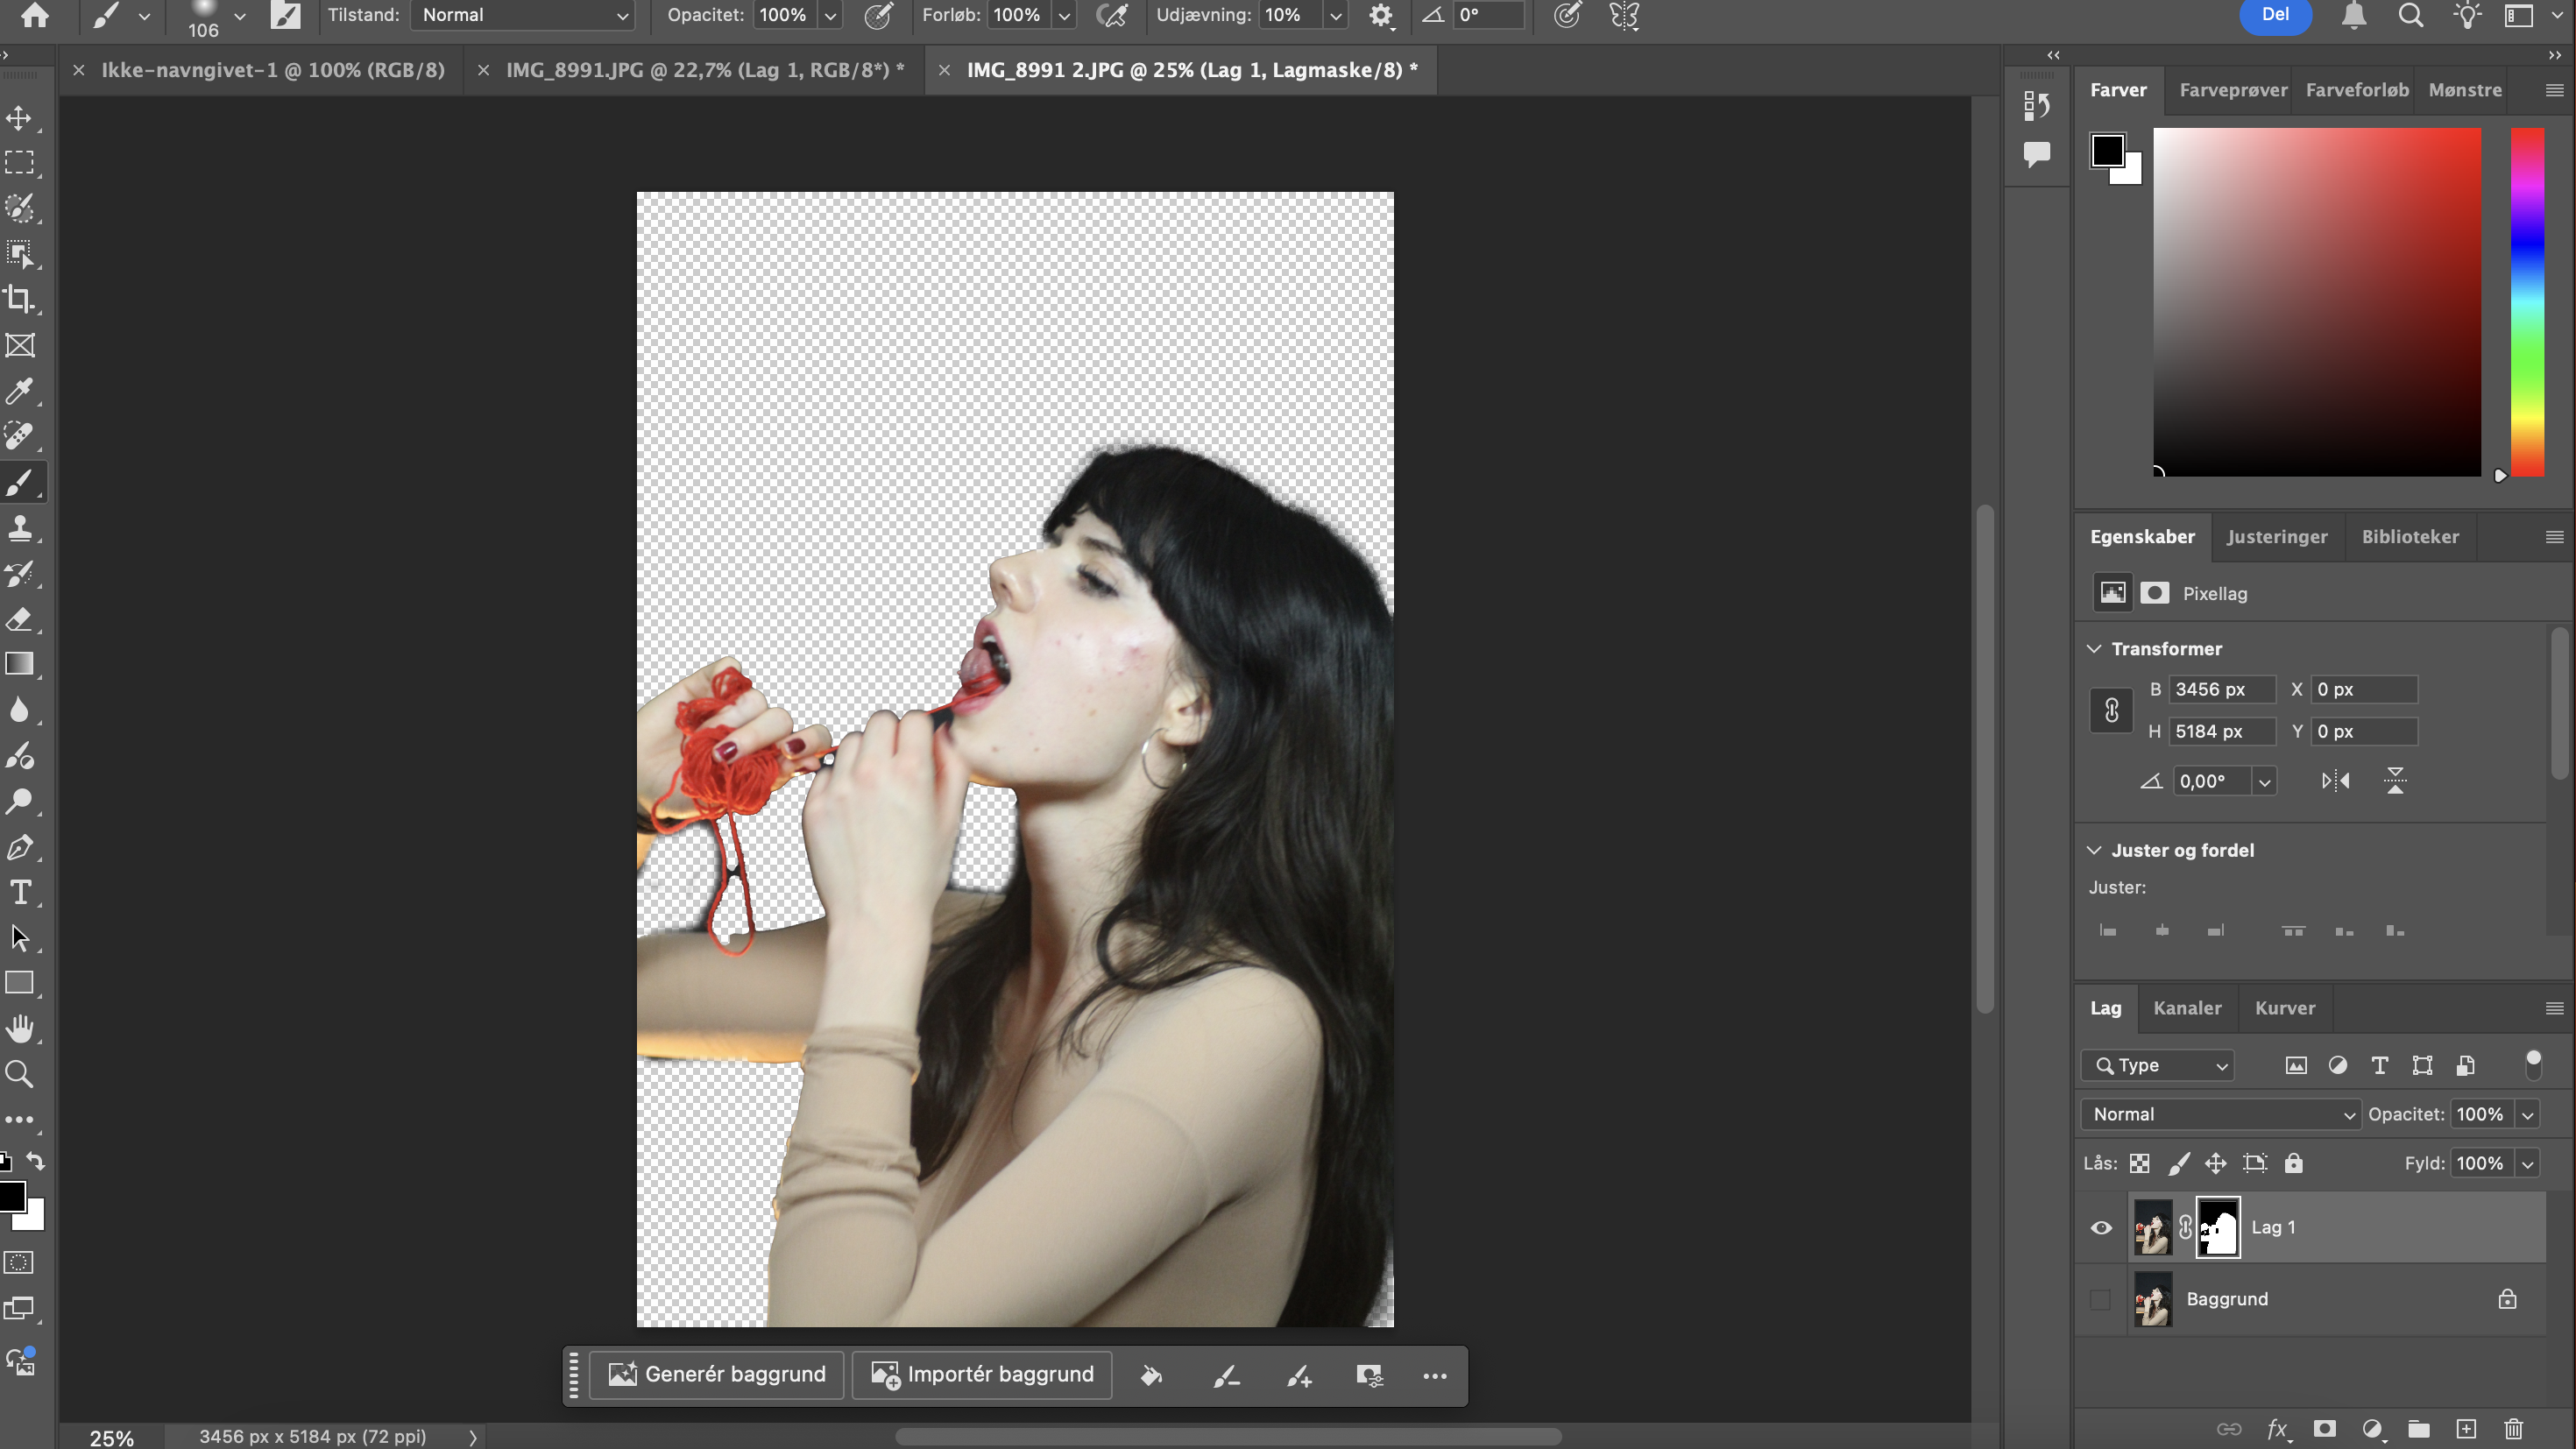 106
Tilstand: Normal
Opacitet: 100%
Forløb: 100%
Udjævning: 10%
0°
Del
Ikke-navngivet-1 @ 100% (RGB/8)
IMG_8991.JPG @ 22,7% (Lag 1, RGB/8*) *
IMG_8991 2.JPG @ 25% (Lag 1, Lagmaske/8) *
Farver
Farveprøver
Farveforløb
Mønstre
Egenskaber
Justeringer
Biblioteker
Pixellag
Transformer
B 3456 px X 0 px
H 5184 px Y 0 px
0,00°
Juster og fordel
Juster:
Lag
Kanaler
Kurver
Type
Normal
Opacitet: 100%
Lås:
Fyld: 100%
Lag 1
Baggrund
Generér baggrund
Importér baggrund
25%
3456 px x 5184 px (72 ppi)